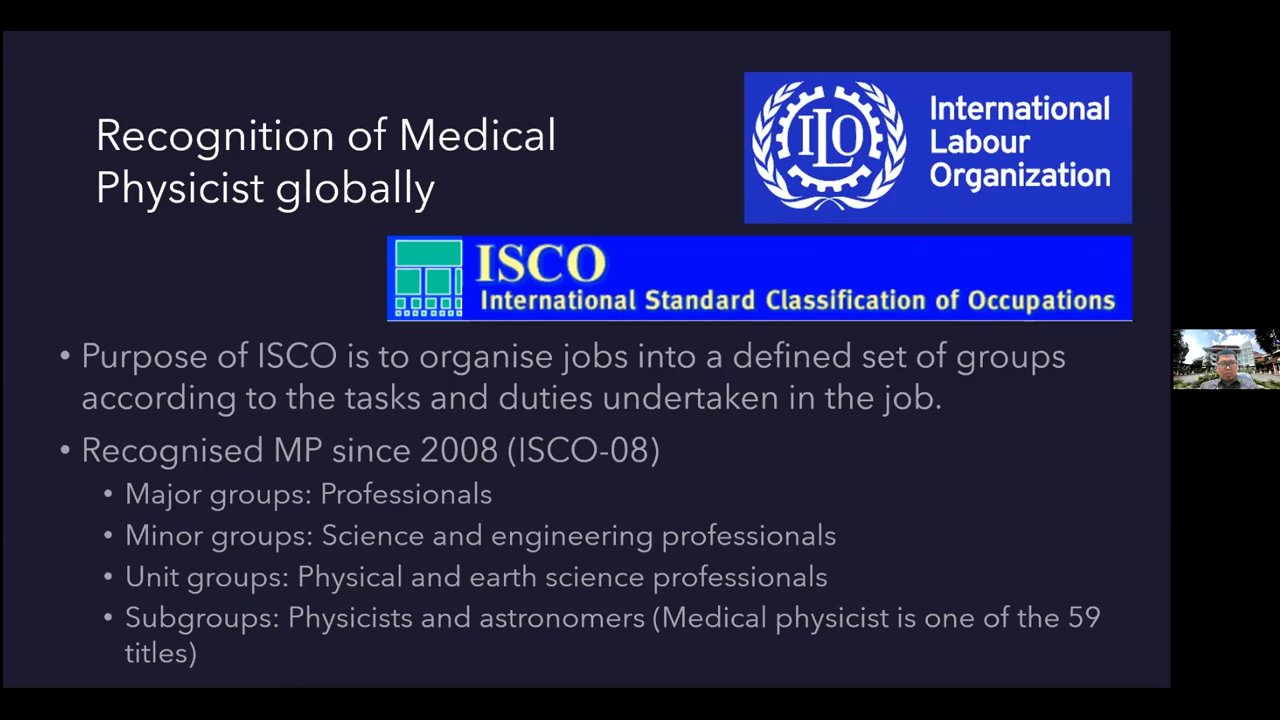 Recognition of Medical
Physicist globally
ILO
International
Labour
Organization
ISCO
International Standard Classification of Occupations
• Purpose of ISCO is to organise jobs into a defined set of groups
according to the tasks and duties undertaken in the job.
• Recognised MP since 2008 (ISCO-08)
• Major groups: Professionals
• Minor groups: Science and engineering professionals
• Unit groups: Physical and earth science professionals
• Subgroups: Physicists and astronomers (Medical physicist is one of the 59
titles)